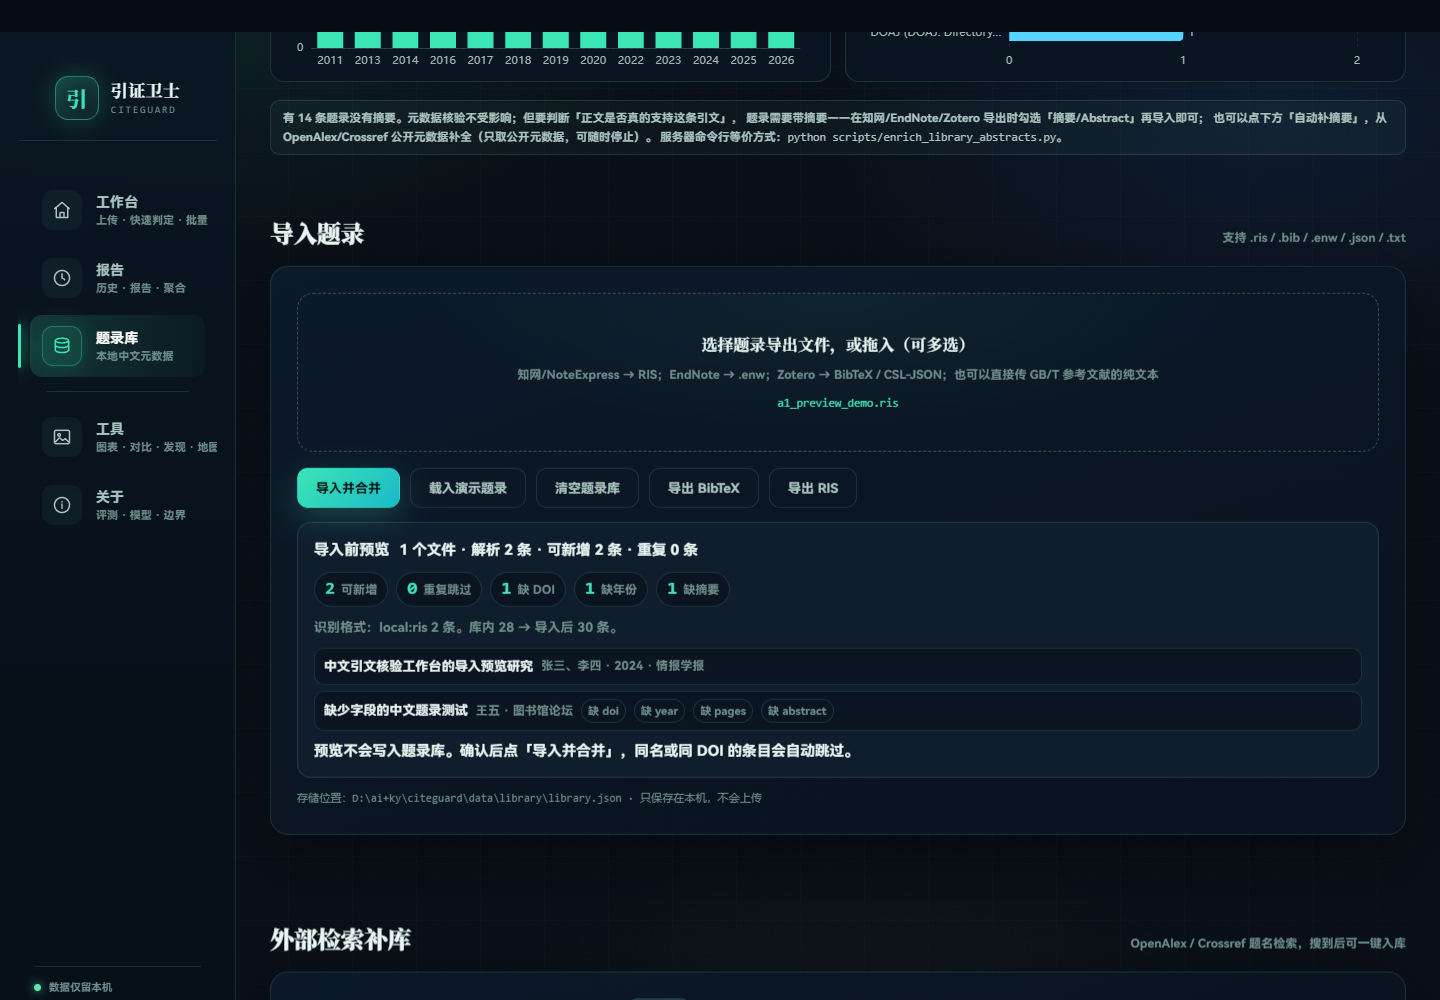 引
引证卫士
CITEGUARD
工作台
上传 · 快速判定 · 批量
报告
历史 · 报告 · 聚合
题录库
本地中文元数据
工具
图表 · 对比 · 发现 · 地图
关于
评测 · 模型 · 边界
数据仅留本机
0
2011 2013 2014 2016 2017 2018 2019 2020 2022 2023 2024 2025 2026
DOAJ (DOAJ: Directory...
1
0 1 2
有 14 条题录没有摘要。元数据核验不受影响；但要判断「正文是否真的支持这条引文」， 题录需要带摘要——在知网/EndNote/Zotero 导出时勾选「摘要/Abstract」再导入即可； 也可以点下方「自动补摘要」，从
OpenAlex/Crossref 公开元数据补全（只取公开元数据，可随时停止）。 服务器命令行等价方式：python scripts/enrich_library_abstracts.py。
导入题录
支持 .ris / .bib / .enw / .json / .txt
选择题录导出文件，或拖入（可多选）
知网/NoteExpress → RIS；EndNote → .enw；Zotero → BibTeX / CSL-JSON；也可以直接传 GB/T 参考文献的纯文本
a1_preview_demo.ris
导入并合并
载入演示题录
清空题录库
导出 BibTeX
导出 RIS
导入前预览 1 个文件 · 解析 2 条 · 可新增 2 条 · 重复 0 条
2 可新增
0 重复跳过
1 缺 DOI
1 缺年份
1 缺摘要
识别格式：local:ris 2 条。库内 28 → 导入后 30 条。
中文引文核验工作台的导入预览研究 张三、李四 · 2024 · 情报学报
缺少字段的中文题录测试 王五 · 图书馆论坛 缺 doi 缺 year 缺 pages 缺 abstract
预览不会写入题录库。确认后点「导入并合并」，同名或同 DOI 的条目会自动跳过。
存储位置：D:\ai+ky\citeguard\data\library\library.json · 只保存在本机，不会上传
外部检索补库
OpenAlex / Crossref 题名检索，搜到后可一键入库